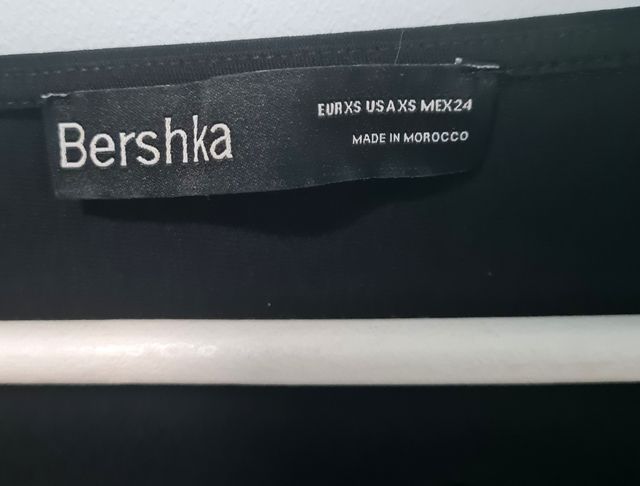 Bershka
EUR XS USA XS MEX 24
MADE IN MOROCCO